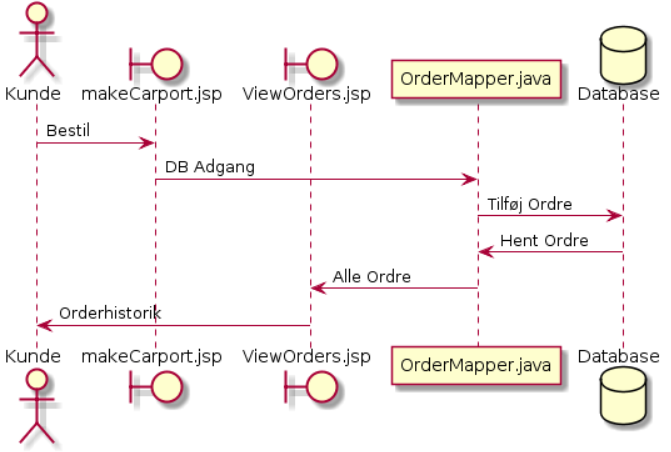 Kunde
makeCarport.jsp
ViewOrders.jsp
OrderMapper.java
Database
Bestil
DB Adgang
Tilføj Ordre
Hent Ordre
Alle Ordre
Orderhistorik
Kunde
makeCarport.jsp
ViewOrders.jsp
OrderMapper.java
Database